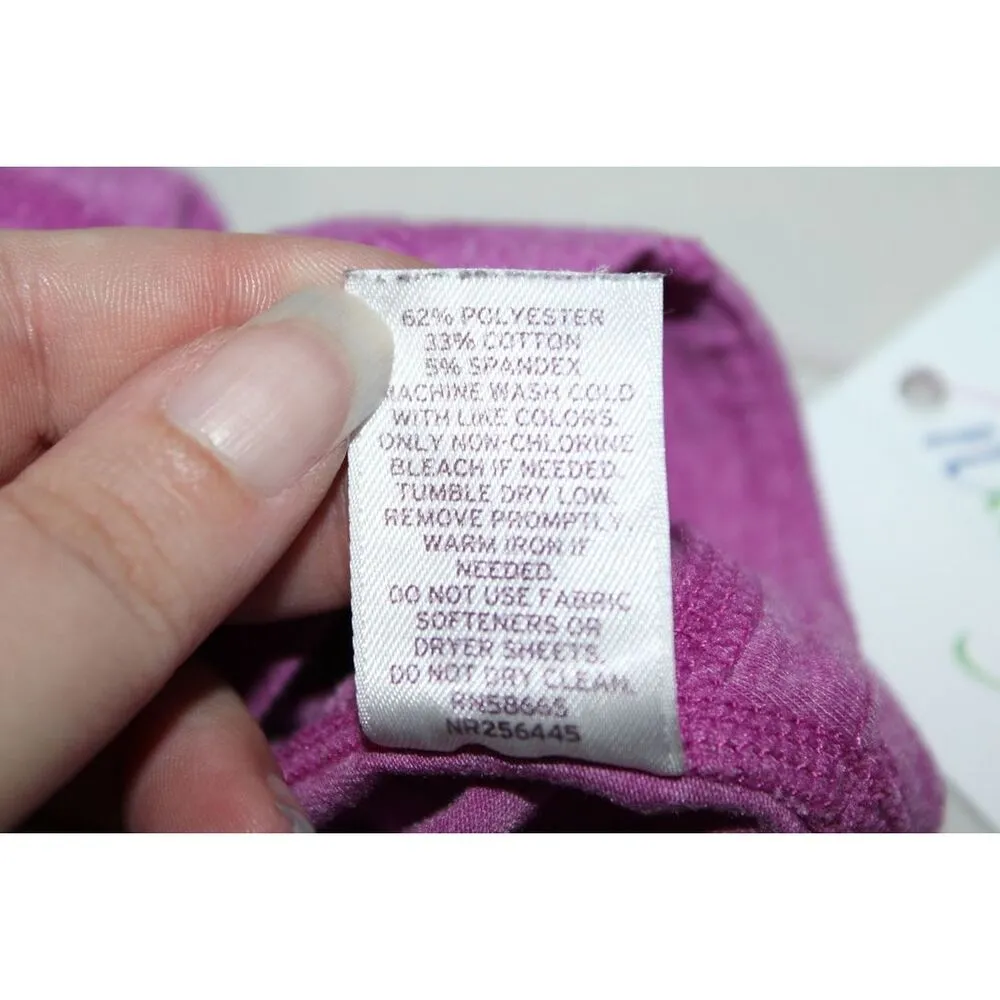 62% POLYESTER
33% COTTON
5% SPANDEX
MACHINE WASH COLD
WITH LIKE COLORS.
ONLY NON-CHLORINE
BLEACH IF NEEDED.
TUMBLE DRY LOW.
REMOVE PROMPTLY.
WARM IRON IF
NEEDED.
DO NOT USE FABRIC
SOFTENERS OR
DRYER SHEETS.
DO NOT DRY CLEAN.
NR256445